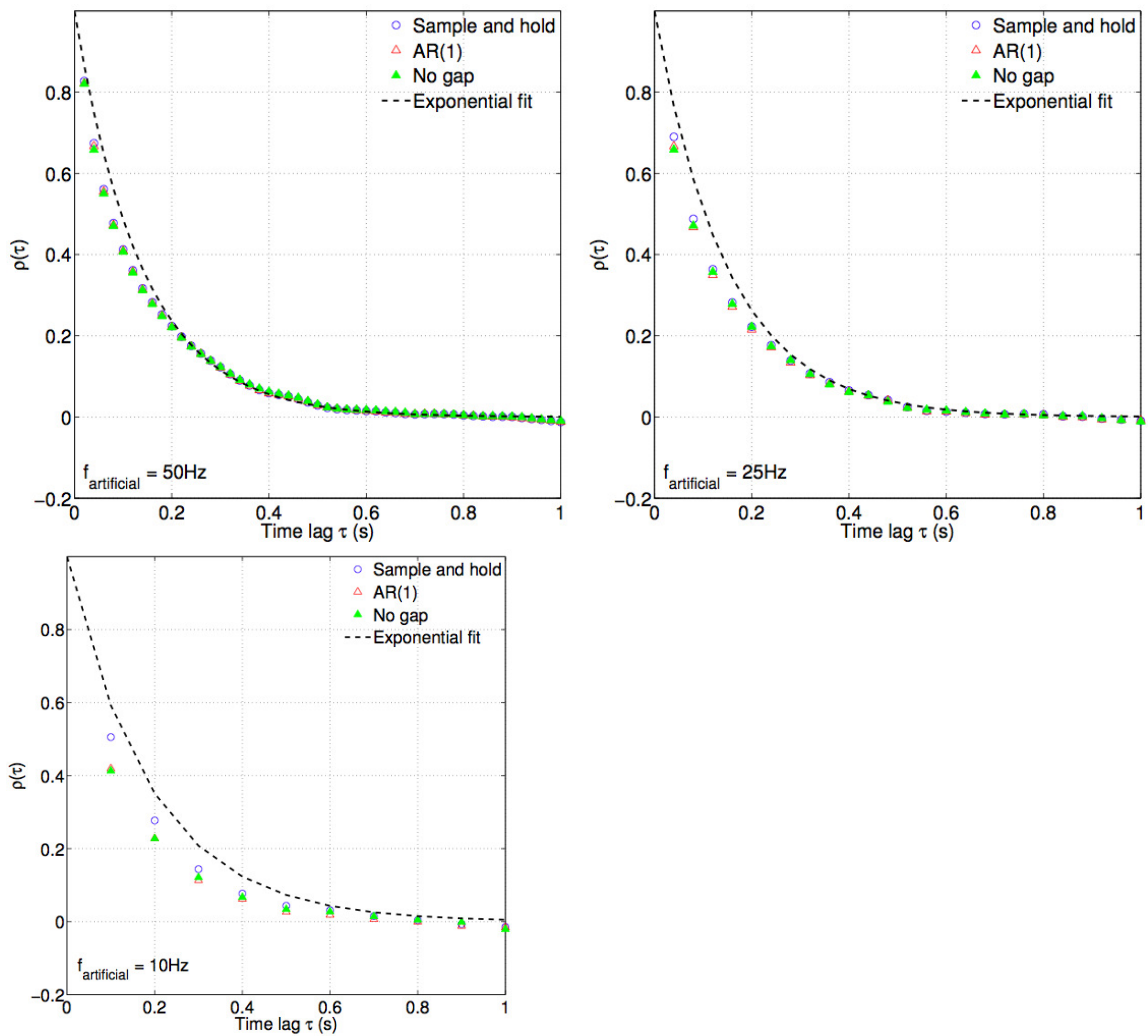 Sample and hold
AR(1)
No gap
Exponential fit
0.8
0.6
0.4
0.2
0
−0.2
ρ(τ)
f_artificial = 50Hz
0 0.2 0.4 0.6 0.8 1
Time lag τ (s)
Sample and hold
AR(1)
No gap
Exponential fit
0.8
0.6
0.4
0.2
0
−0.2
ρ(τ)
f_artificial = 25Hz
0 0.2 0.4 0.6 0.8 1
Time lag τ (s)
Sample and hold
AR(1)
No gap
Exponential fit
0.8
0.6
0.4
0.2
0
−0.2
ρ(τ)
f_artificial = 10Hz
0 0.2 0.4 0.6 0.8 1
Time lag τ (s)